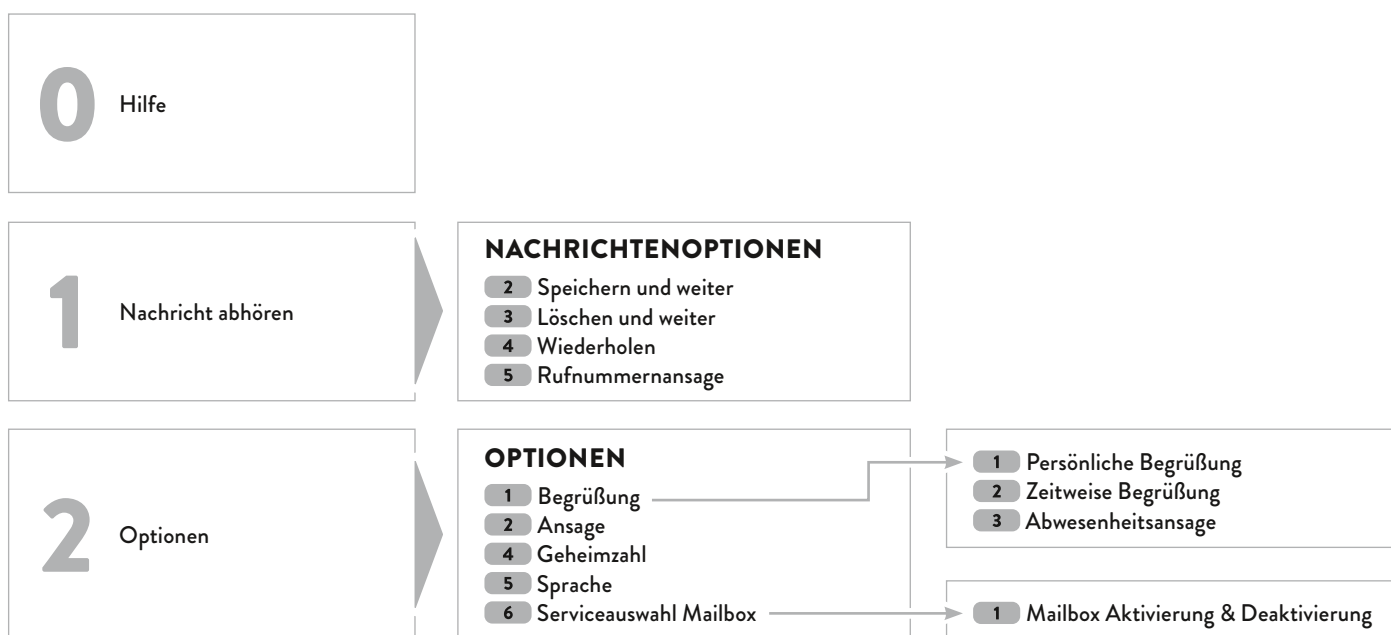 0 Hilfe
1 Nachricht abhören
NACHRICHTENOPTIONEN
2 Speichern und weiter
3 Löschen und weiter
4 Wiederholen
5 Rufnummernansage
2 Optionen
OPTIONEN
1 Begrüßung
2 Ansage
4 Geheimzahl
5 Sprache
6 Serviceauswahl Mailbox
1 Persönliche Begrüßung
2 Zeitweise Begrüßung
3 Abwesenheitsansage
1 Mailbox Aktivierung & Deaktivierung